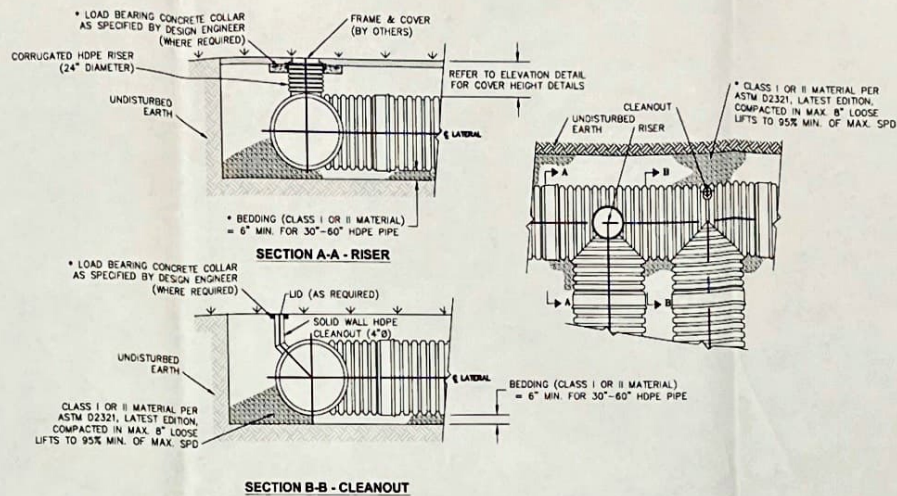 * LOAD BEARING CONCRETE COLLAR
AS SPECIFIED BY DESIGN ENGINEER
(WHERE REQUIRED)
FRAME & COVER
(BY OTHERS)
CORRUGATED HDPE RISER
(24" DIAMETER)
REFER TO ELEVATION DETAIL
FOR COVER HEIGHT DETAILS
UNDISTURBED
EARTH
℄ LATERAL
* BEDDING (CLASS I OR II MATERIAL)
= 6" MIN. FOR 30"-60" HDPE PIPE
SECTION A-A - RISER
* CLASS I OR II MATERIAL PER
ASTM D2321, LATEST EDITION,
COMPACTED IN MAX. 8" LOOSE
LIFTS TO 95% MIN. OF MAX. SPD
CLEANOUT
UNDISTURBED
EARTH
RISER
A
B
A
B
* LOAD BEARING CONCRETE COLLAR
AS SPECIFIED BY DESIGN ENGINEER
(WHERE REQUIRED)
LID (AS REQUIRED)
SOLID WALL HDPE
CLEANOUT (4"Ø)
UNDISTURBED
EARTH
℄ LATERAL
BEDDING (CLASS I OR II MATERIAL)
= 6" MIN. FOR 30"-60" HDPE PIPE
CLASS I OR II MATERIAL PER
ASTM D2321, LATEST EDITION,
COMPACTED IN MAX. 8" LOOSE
LIFTS TO 95% MIN. OF MAX. SPD
SECTION B-B - CLEANOUT